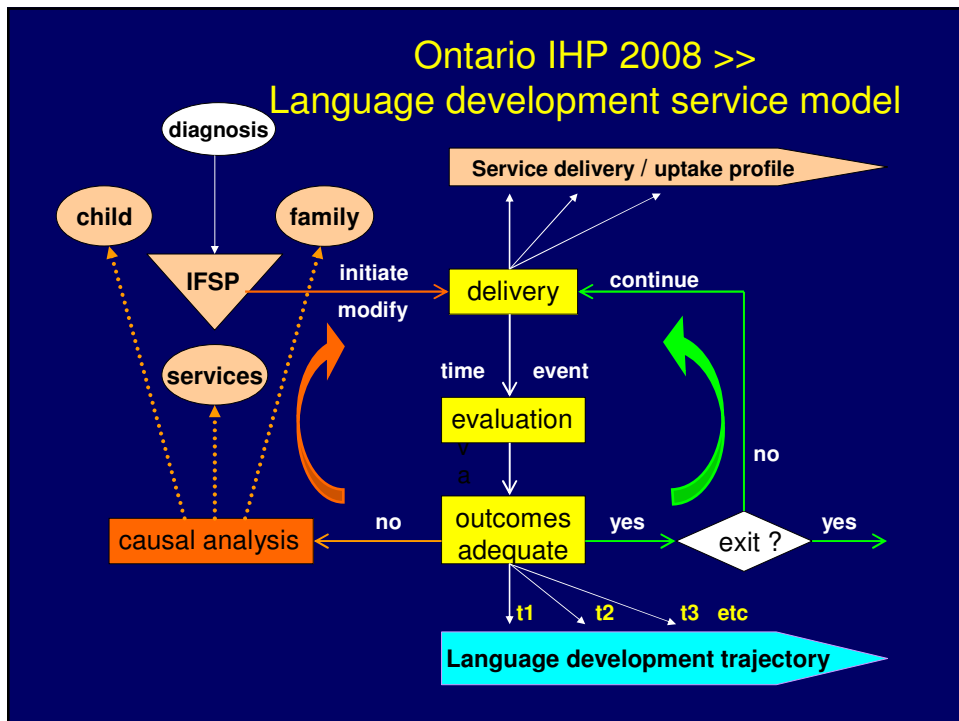 Ontario IHP 2008 >>
Language development service model
diagnosis
Service delivery / uptake profile
child
family
IFSP
initiate
modify
delivery
continue
services
time
event
evaluation
v
a
no
causal analysis
no
outcomes
adequate
yes
exit ?
yes
t1
t2
t3 etc
Language development trajectory